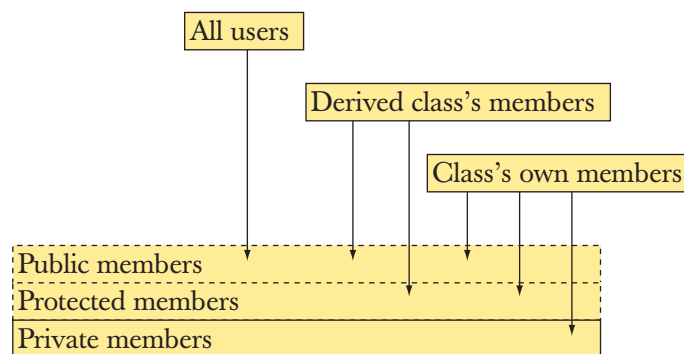 All users
Derived class’s members
Class’s own members
Public members
Protected members
Private members